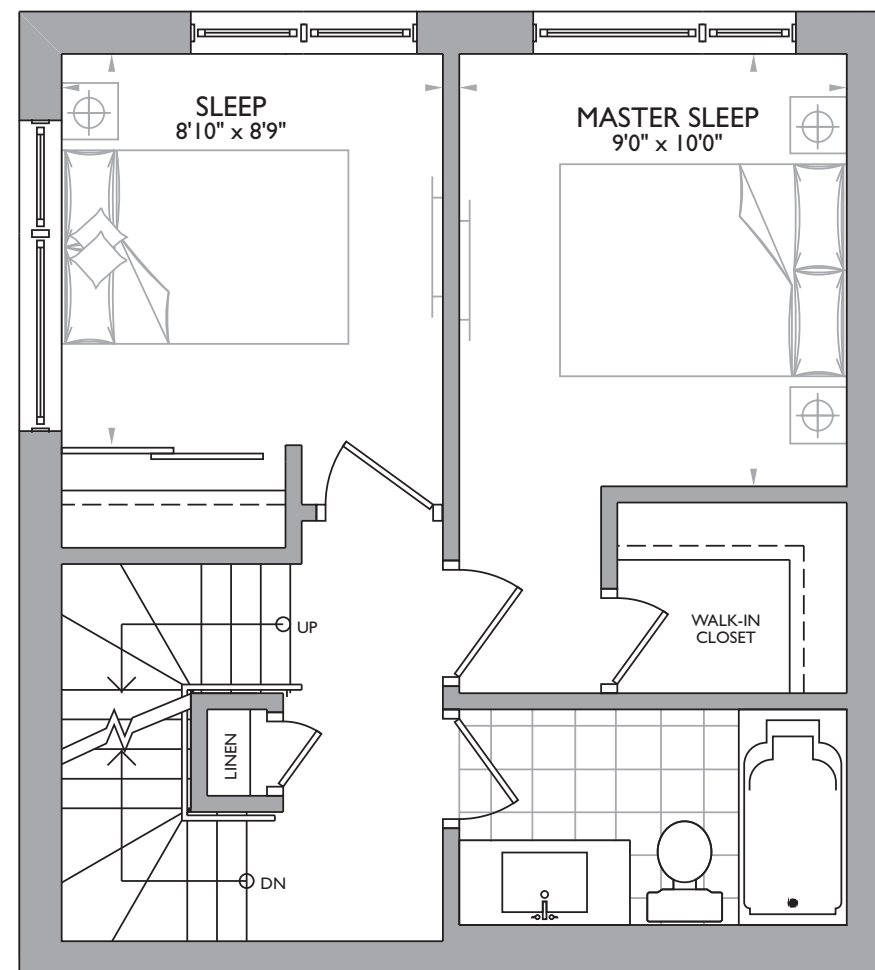 SLEEP
8'10" x 8'9"
MASTER SLEEP
9'0" x 10'0"
UP
WALK-IN
CLOSET
LINEN
DN